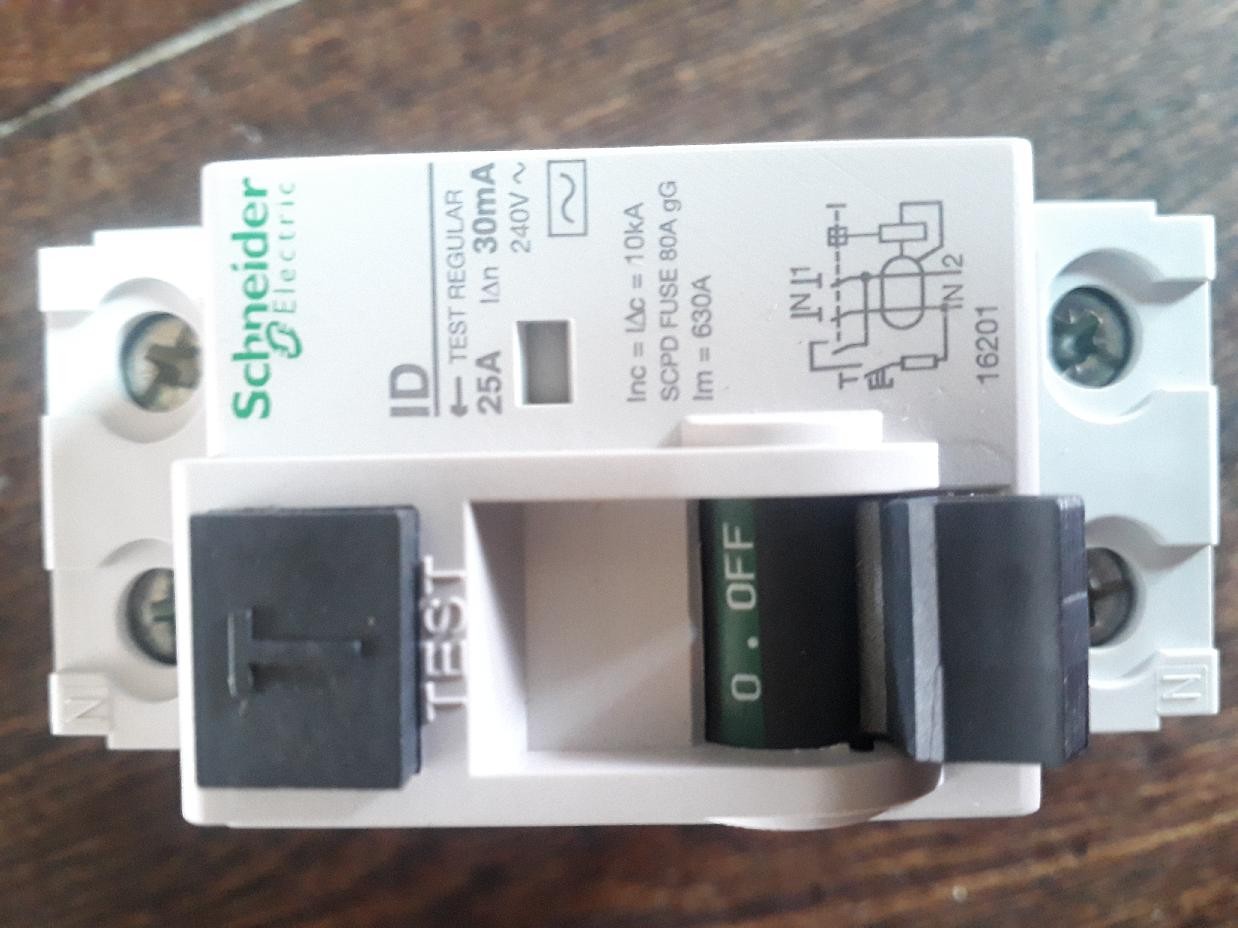 Schneider
Electric
ID
← TEST REGULAR
25A IΔn 30mA
240V ~
~
Inc = IΔc = 10kA
SCPD FUSE 80A gG
Im = 630A
N 1
T
N 2
16201
T
TEST
0 . OFF
N
N